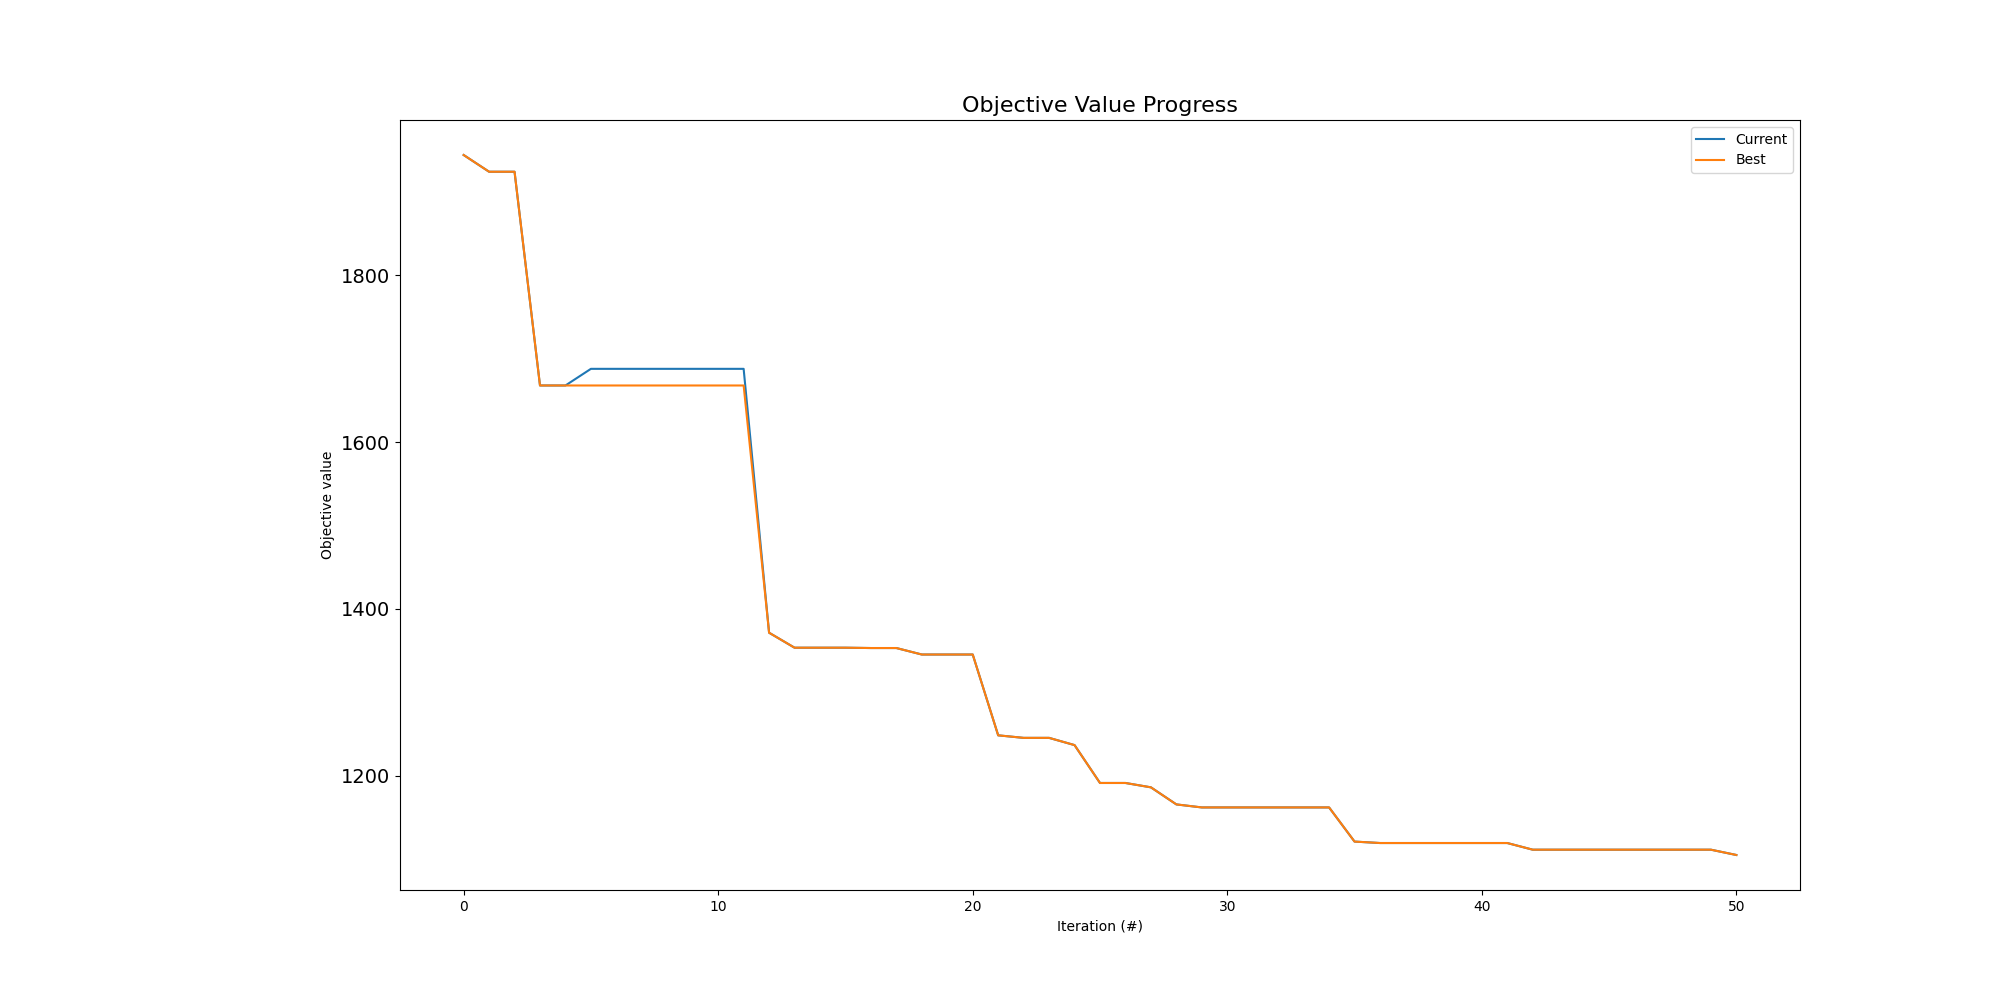 Objective Value Progress
Current
Best
1800
1600
1400
1200
Objective value
0 10 20 30 40 50
Iteration (#)